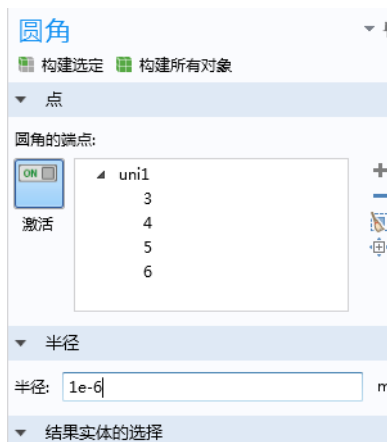 圆角
构建选定 构建所有对象
点
圆角的端点:
ON
uni1
3
4
5
6
激活
半径
半径: 1e-6 m
结果实体的选择